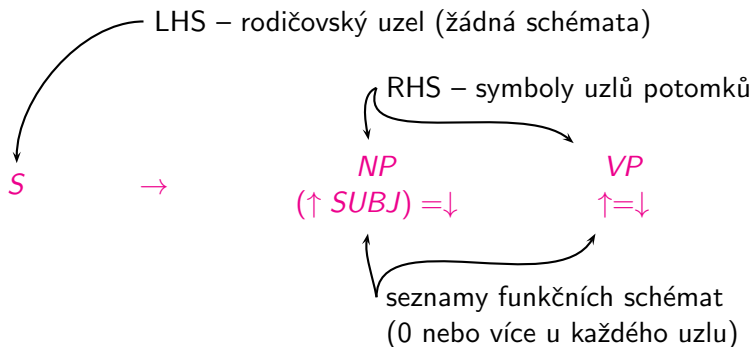 LHS – rodičovský uzel (žádná schémata)
RHS – symboly uzlů potomků
S → NP VP
(↑ SUBJ) =↓ ↑=↓
seznamy funkčních schémat
(0 nebo více u každého uzlu)